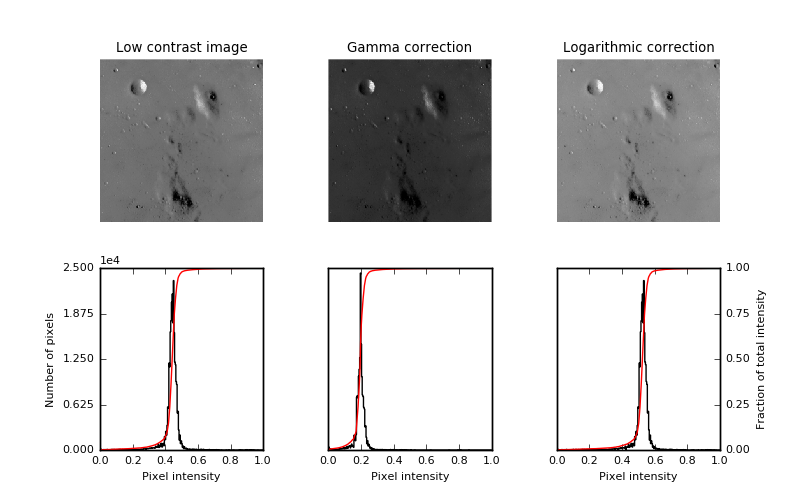 Low contrast image
Gamma correction
Logarithmic correction
1e4
2.500
1.875
1.250
0.625
0.000
Number of pixels
0.0 0.2 0.4 0.6 0.8 1.0
Pixel intensity
0.0 0.2 0.4 0.6 0.8 1.0
Pixel intensity
0.0 0.2 0.4 0.6 0.8 1.0
Pixel intensity
1.00
0.75
0.50
0.25
0.00
Fraction of total intensity